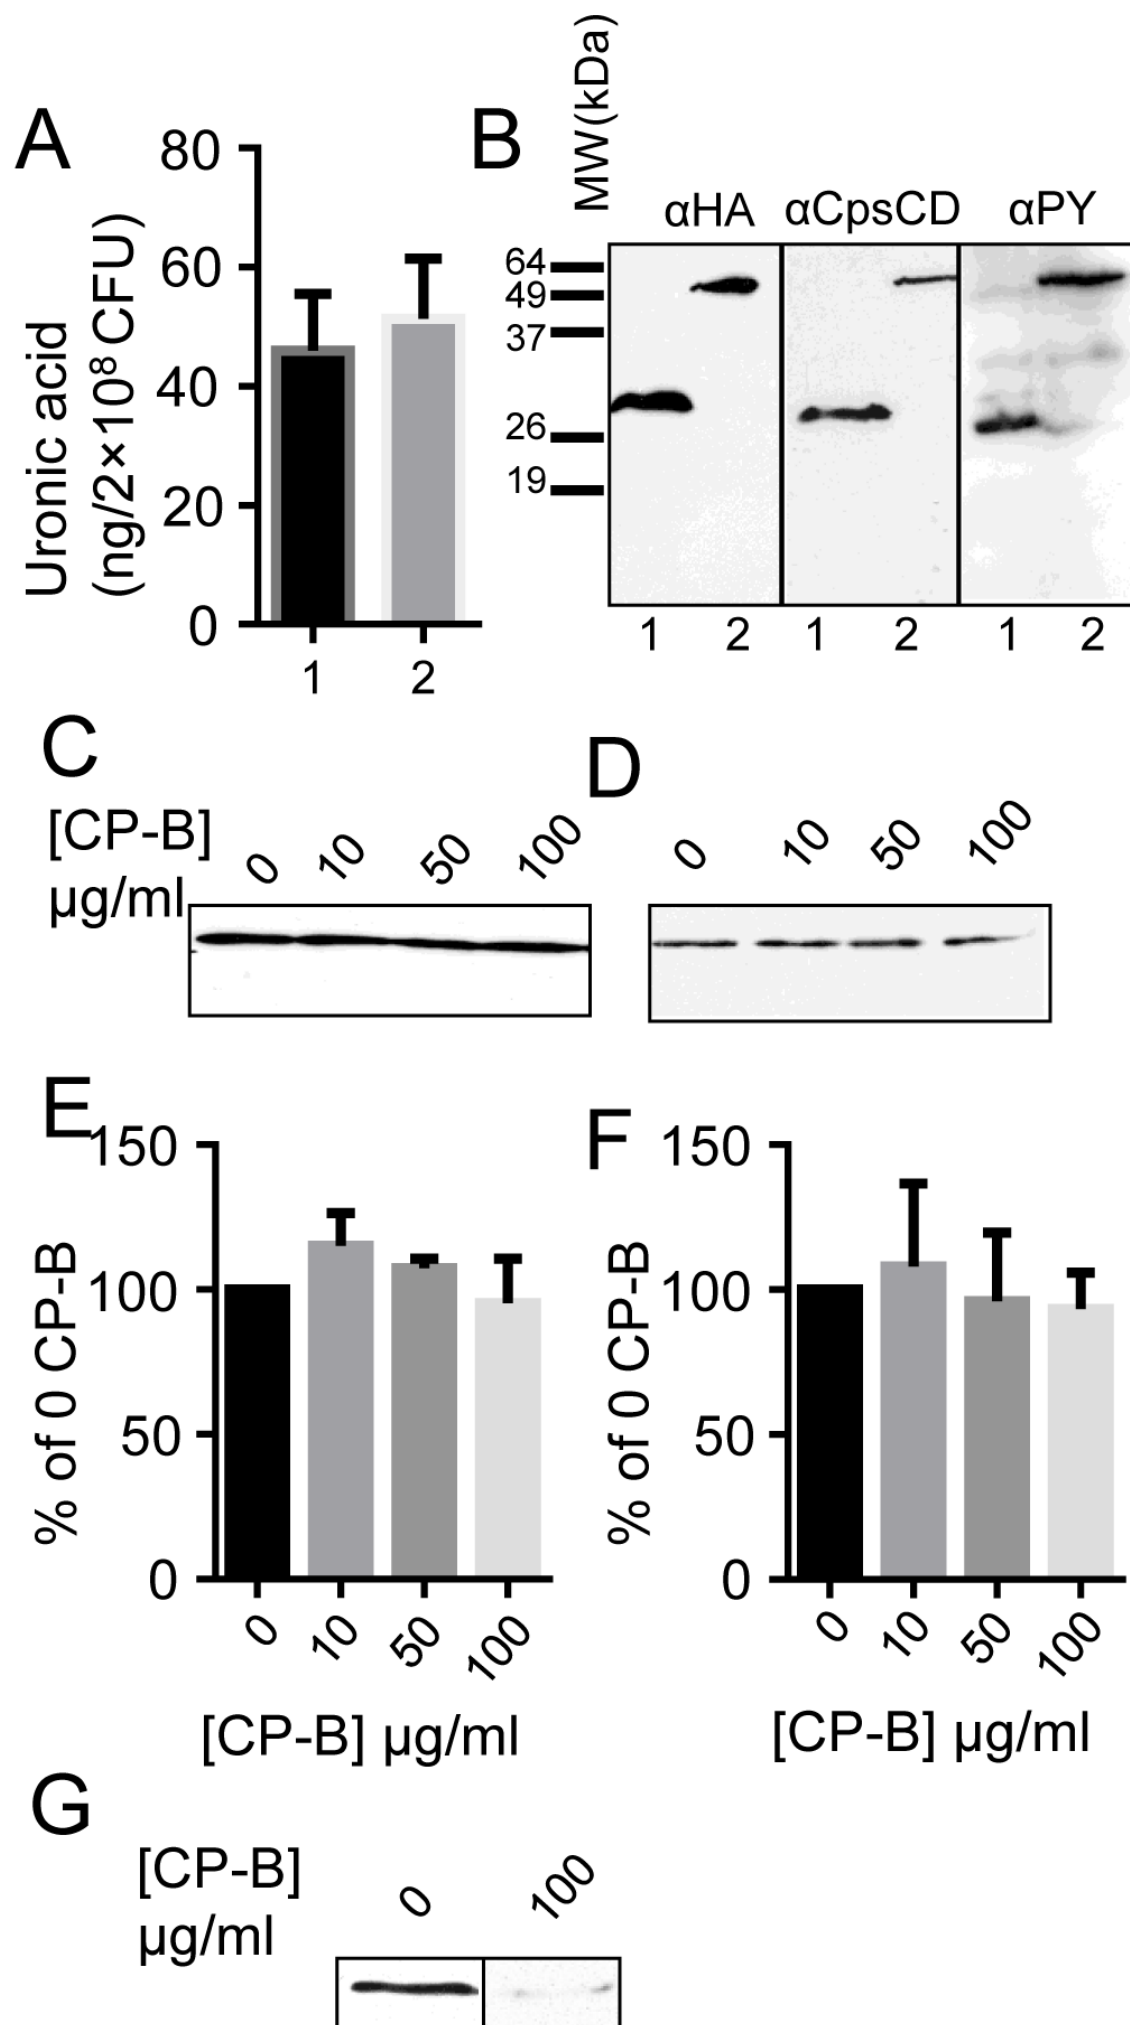 A
Uronic acid
(ng/2×10⁸ CFU)
80
60
40
20
0
1 2
B
MW(kDa)
αHA αCpsCD αPY
64
49
37
26
19
1 2 1 2 1 2
C
[CP-B]
µg/ml
0 10 50 100
D
0 10 50 100
E
% of 0 CP-B
150
100
50
0
0 10 50 100
[CP-B] µg/ml
F
% of 0 CP-B
150
100
50
0
0 10 50 100
[CP-B] µg/ml
G
[CP-B]
µg/ml
0 100